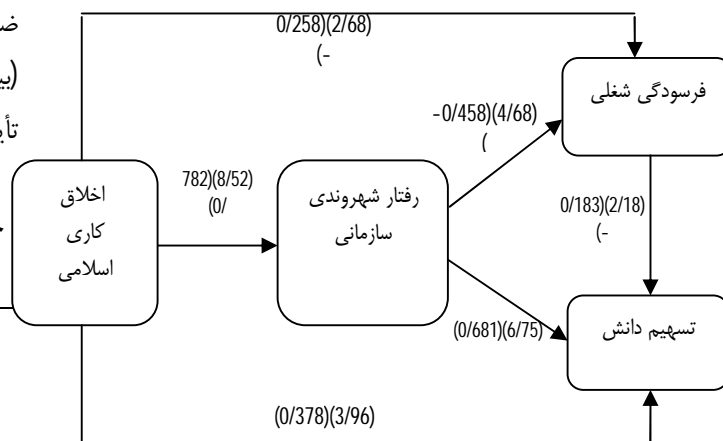 0/258)(2/68)
(-
فرسودگی شغلی
-0/458)(4/68)
(
782)(8/52)
(0/
اخلاق
کاری
اسلامی
رفتار شهروندی
سازمانی
0/183)(2/18)
(-
(0/681)(6/75)
تسهیم دانش
(0/378)(3/96)